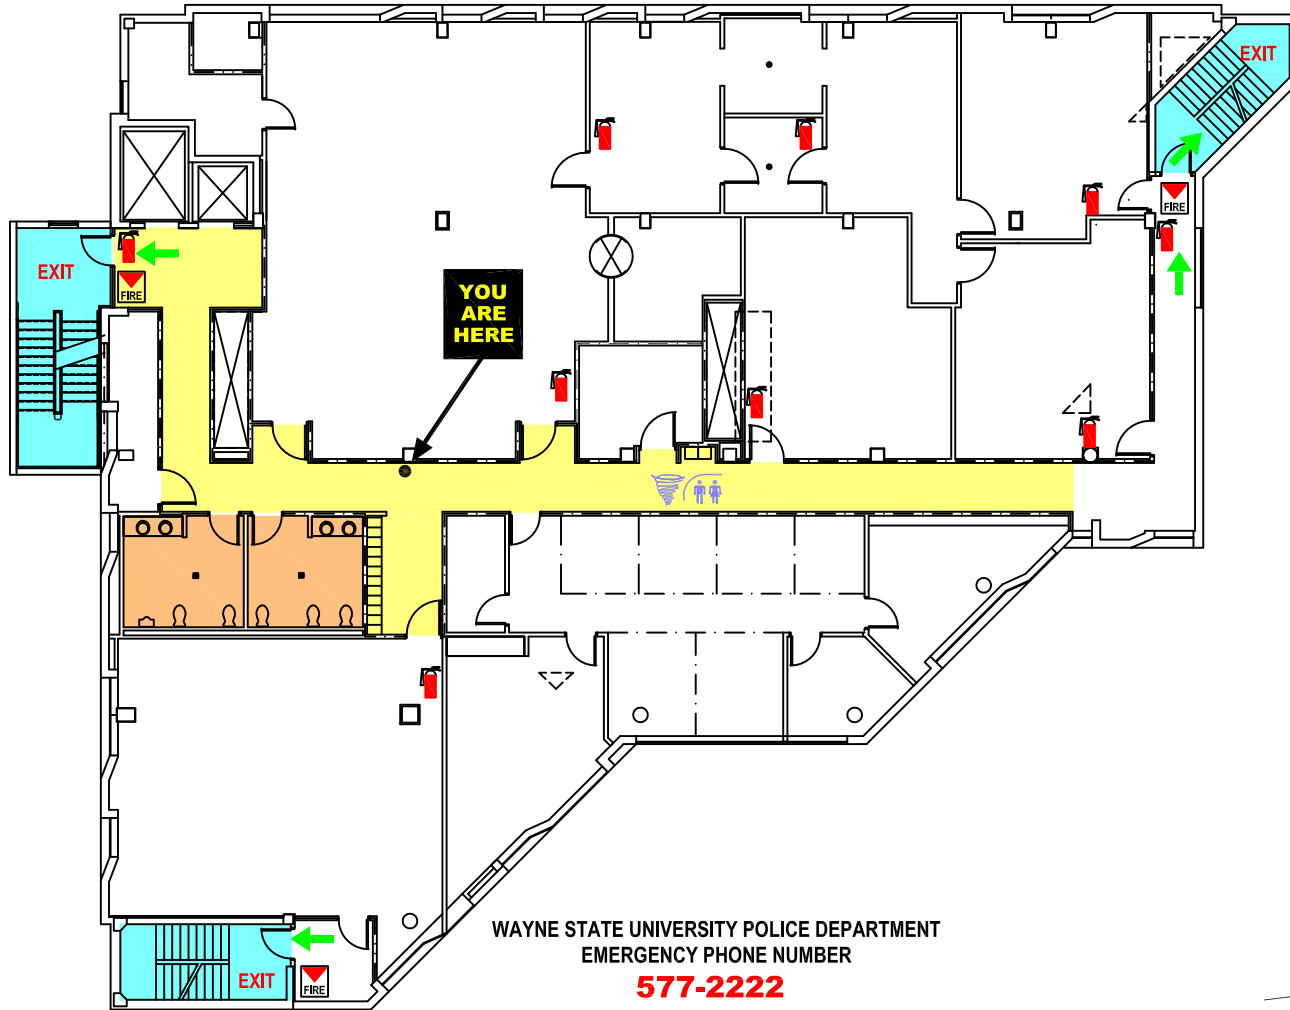 EXIT
FIRE
EXIT
FIRE
YOU
ARE
HERE
WAYNE STATE UNIVERSITY POLICE DEPARTMENT
EMERGENCY PHONE NUMBER
577-2222
EXIT
FIRE